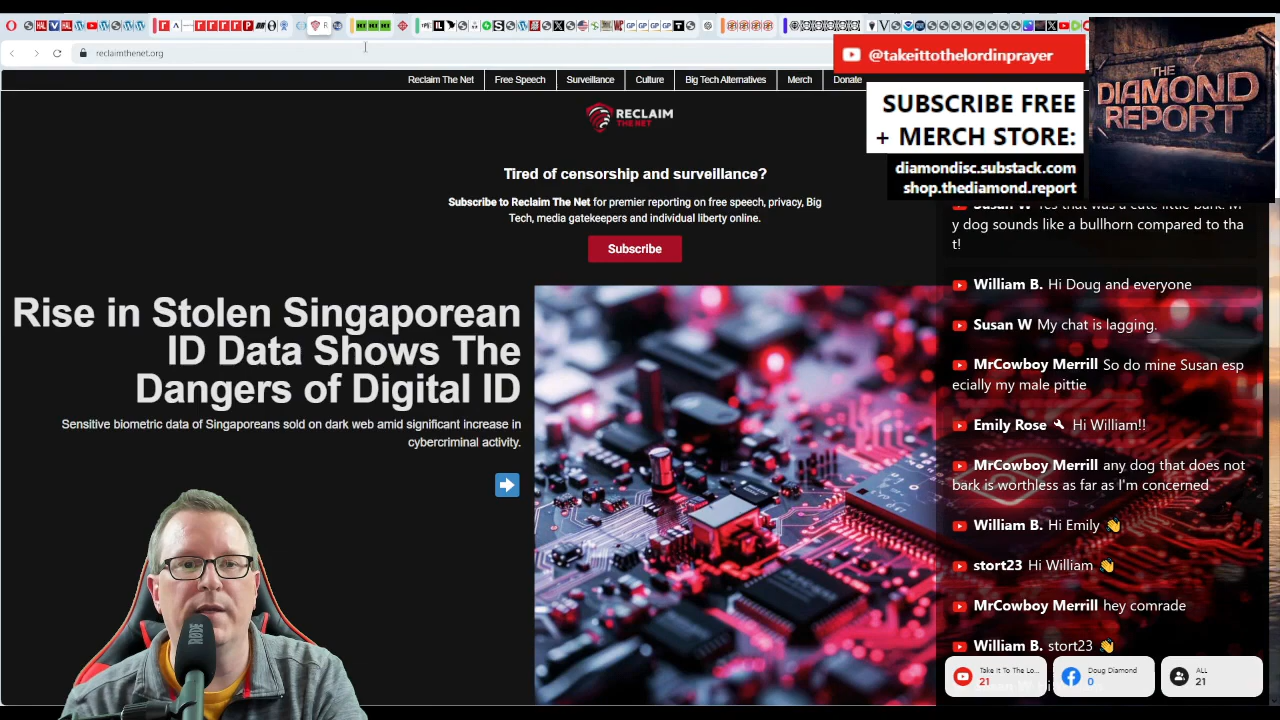 reclaimthenet.org
Reclaim The Net
Free Speech
Surveillance
Culture
Big Tech Alternatives
Merch
Donate
RECLAIM
THE NET
Tired of censorship and surveillance?
Subscribe to Reclaim The Net for premier reporting on free speech, privacy, Big
Tech, media gatekeepers and individual liberty online.
Subscribe
Rise in Stolen Singaporean
ID Data Shows The
Dangers of Digital ID
Sensitive biometric data of Singaporeans sold on dark web amid significant increase in
cybercriminal activity.
RØDE
@takeittothelordinprayer
SUBSCRIBE FREE
+ MERCH STORE:
diamondisc.substack.com
shop.thediamond.report
THE
DIAMOND
REPORT
Susan W Yes that was a cute little bark. M
y dog sounds like a bullhorn compared to tha
t!
William B. Hi Doug and everyone
Susan W My chat is lagging.
MrCowboy Merrill So do mine Susan esp
ecially my male pittie
Emily Rose 🔧 Hi William!!
MrCowboy Merrill any dog that does not
bark is worthless as far as I'm concerned
William B. Hi Emily 👋
stort23 Hi William 👋
MrCowboy Merrill hey comrade
William B. stort23 👋
Take It To The Lo...
21
Doug Diamond
0
ALL
21